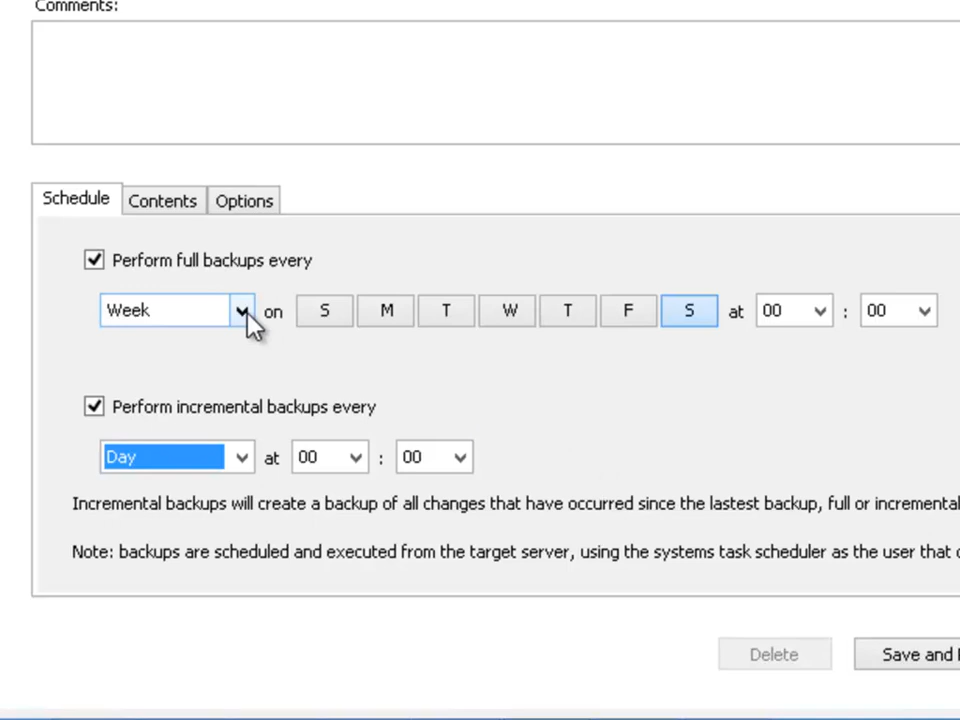 Comments:
Schedule Contents Options
Perform full backups every
Week on S M T W T F S at 00 : 00
Perform incremental backups every
Day at 00 : 00
Incremental backups will create a backup of all changes that have occurred since the lastest backup, full or incremental
Note: backups are scheduled and executed from the target server, using the systems task scheduler as the user that
Delete Save and